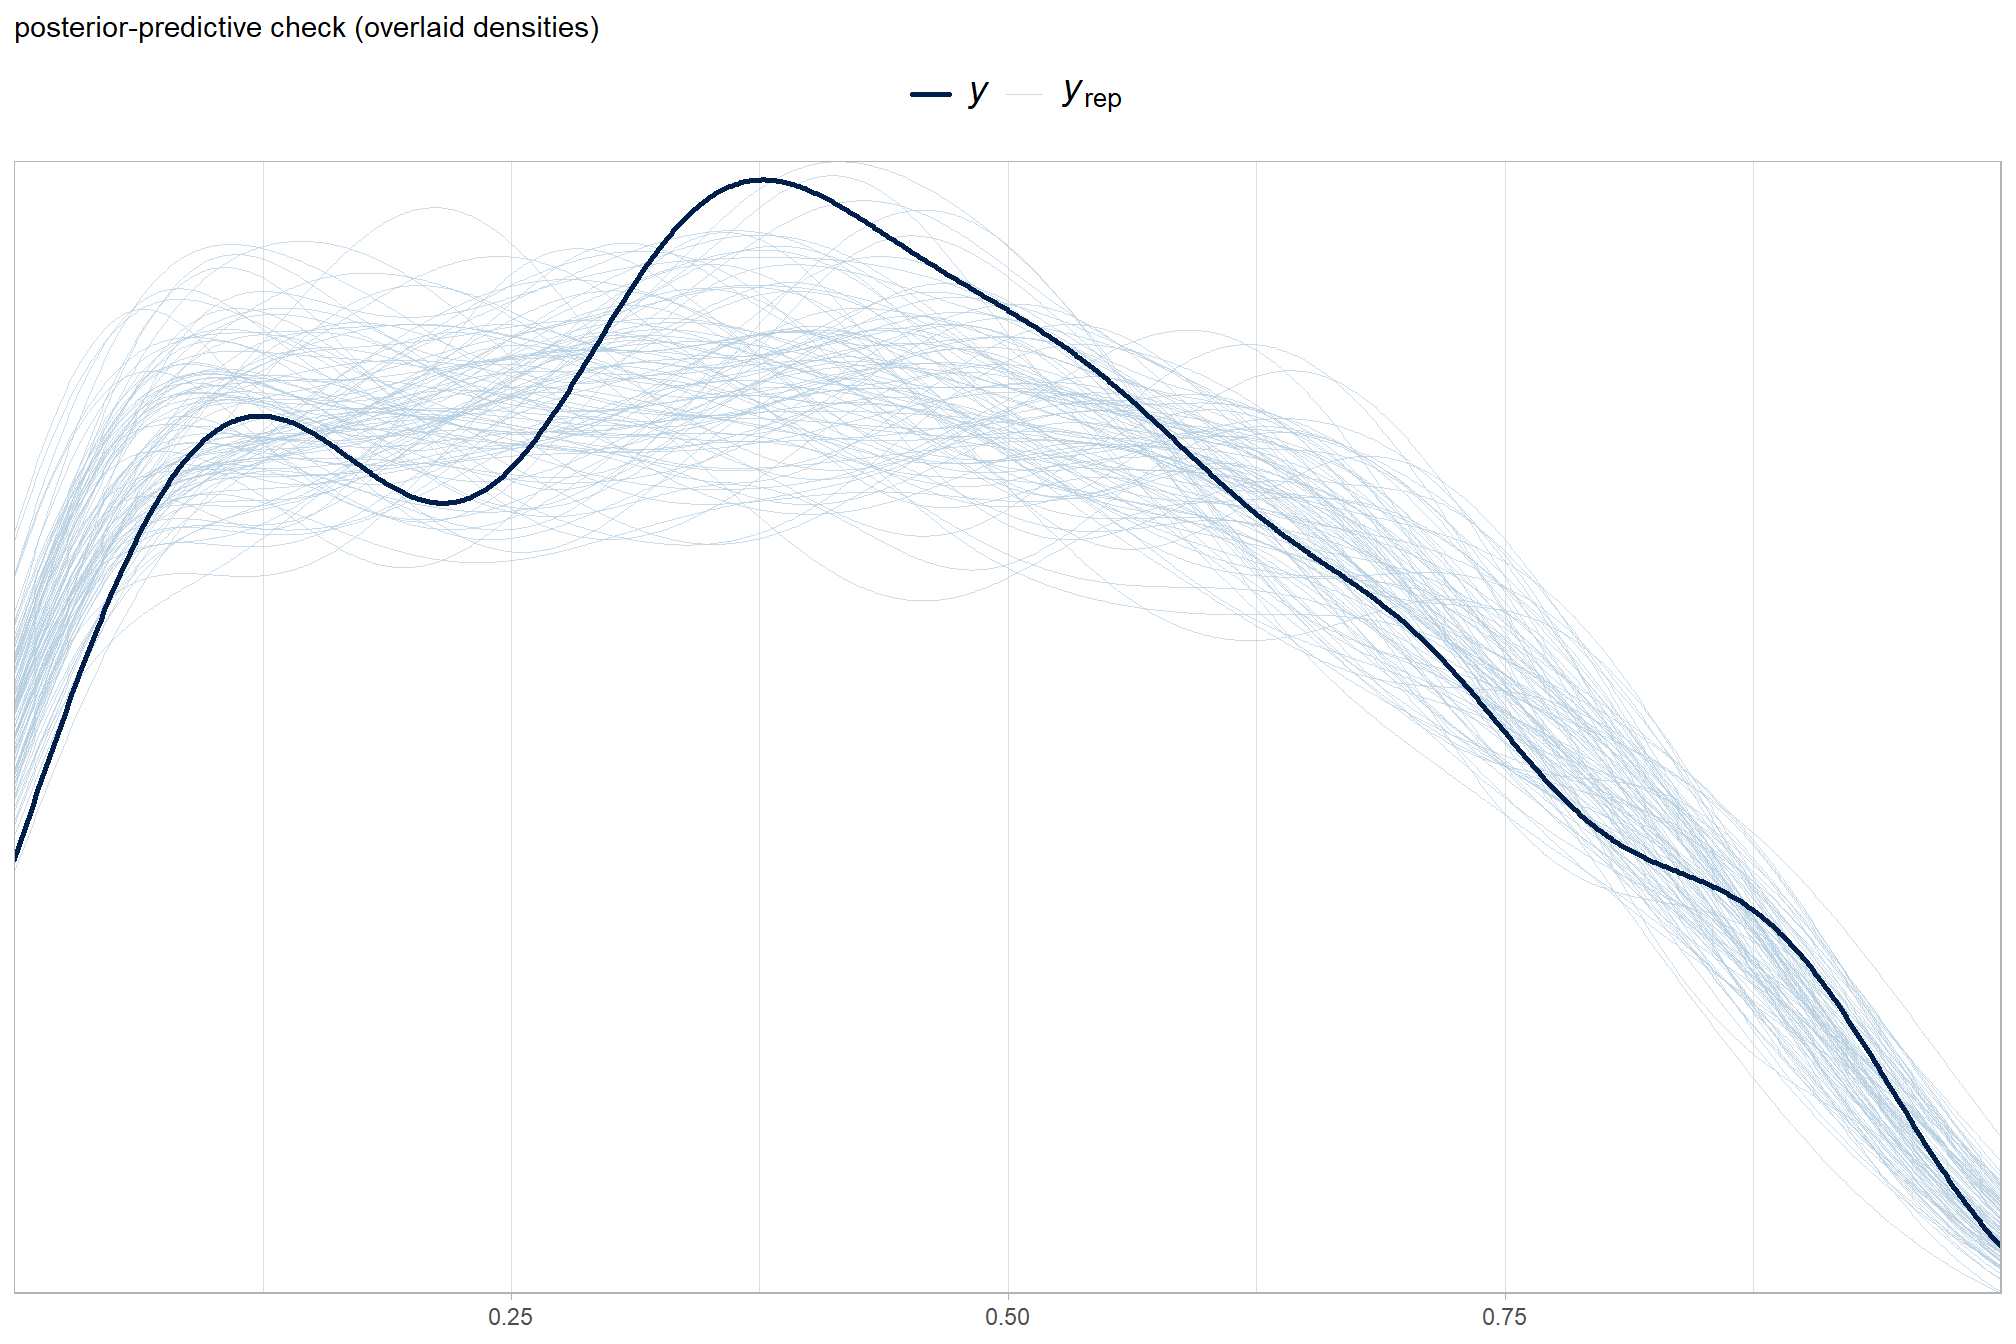 posterior-predictive check (overlaid densities)
y y rep
0.25 0.50 0.75